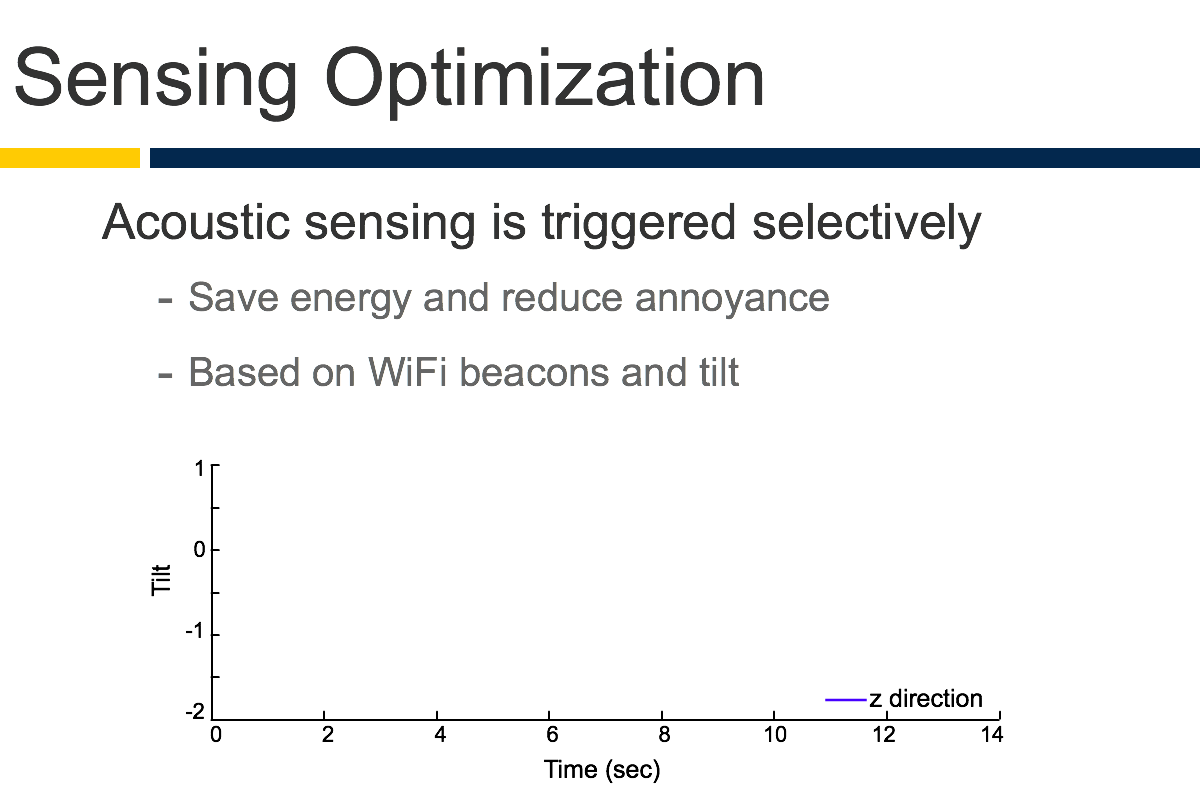 Sensing Optimization
Acoustic sensing is triggered selectively
- Save energy and reduce annoyance
- Based on WiFi beacons and tilt
1
0
-1
-2
Tilt
z direction
0 2 4 6 8 10 12 14
Time (sec)